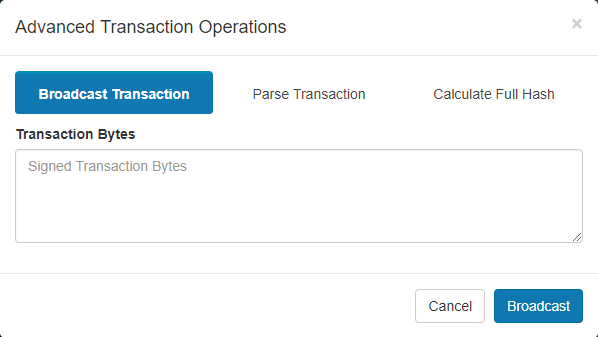 Advanced Transaction Operations
×
Broadcast Transaction
Parse Transaction
Calculate Full Hash
Transaction Bytes
Signed Transaction Bytes
Cancel
Broadcast